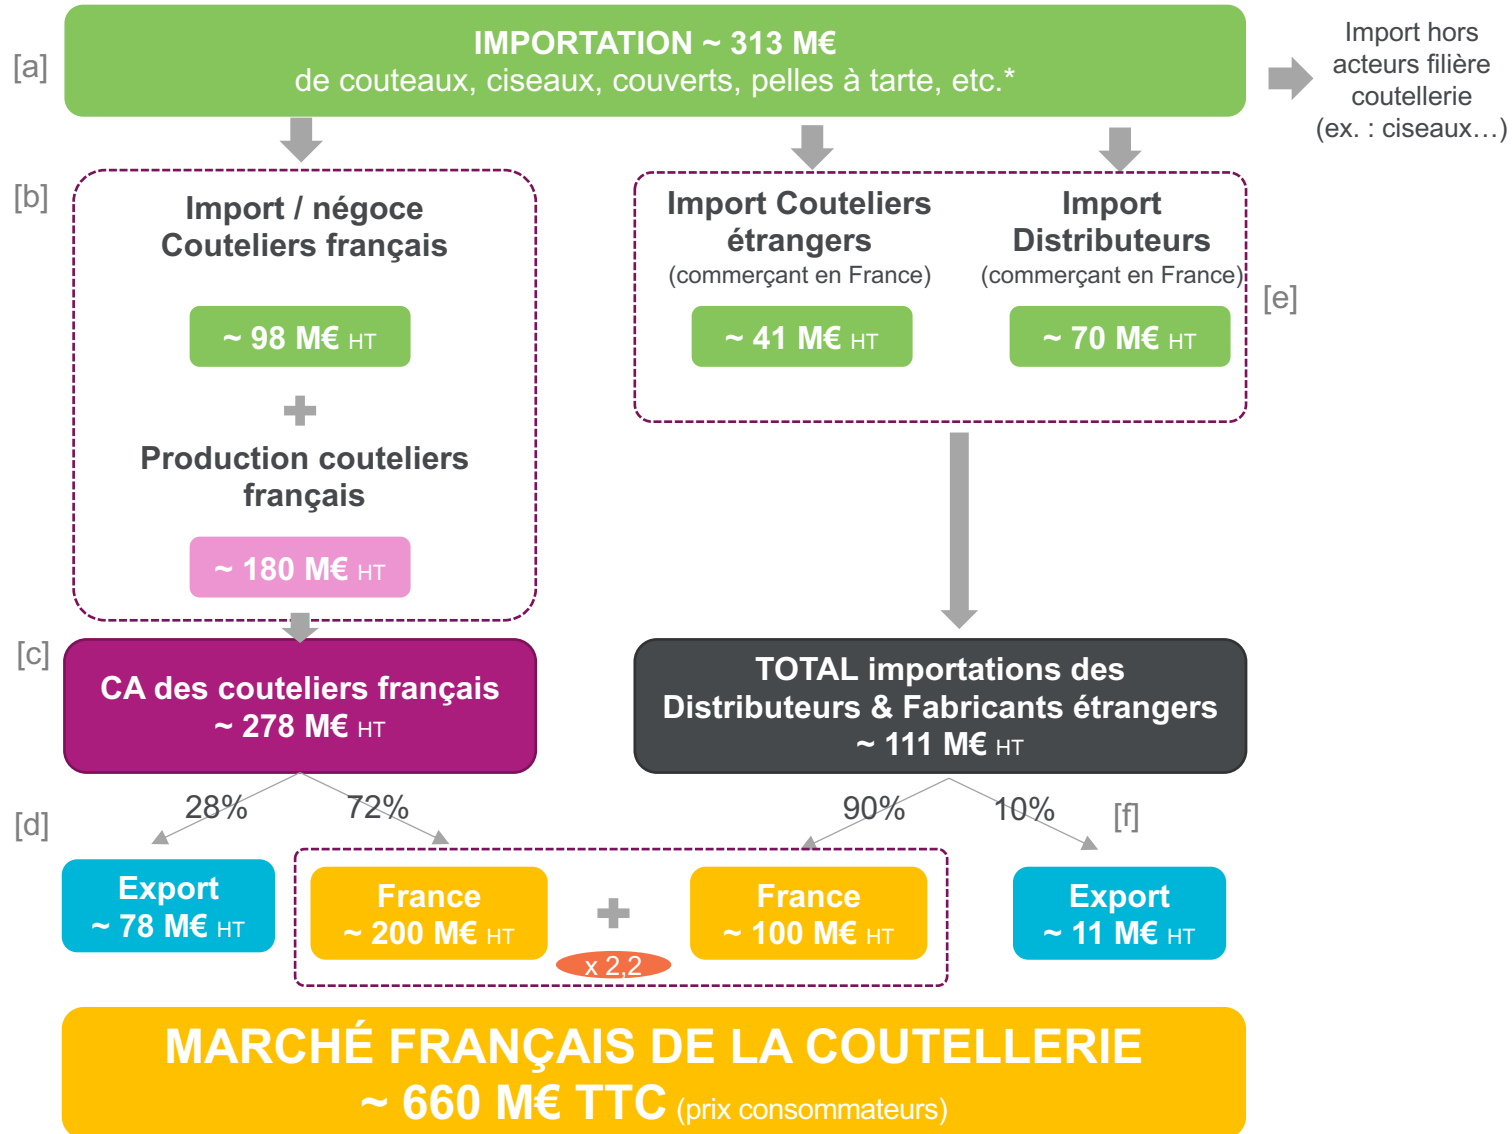 [a]
IMPORTATION ~ 313 M€
de couteaux, ciseaux, couverts, pelles à tarte, etc.*
Import hors
acteurs filière
coutellerie
(ex. : ciseaux…)
[b]
Import / négoce
Couteliers français
~ 98 M€ HT
Production couteliers
français
~ 180 M€ HT
Import Couteliers
étrangers
(commerçant en France)
~ 41 M€ HT
Import
Distributeurs
(commerçant en France)
~ 70 M€ HT
[e]
[c]
CA des couteliers français
~ 278 M€ HT
TOTAL importations des
Distributeurs & Fabricants étrangers
~ 111 M€ HT
28%
72%
90%
10%
[f]
[d]
Export
~ 78 M€ HT
France
~ 200 M€ HT
x 2,2
France
~ 100 M€ HT
Export
~ 11 M€ HT
MARCHÉ FRANÇAIS DE LA COUTELLERIE
~ 660 M€ TTC (prix consommateurs)